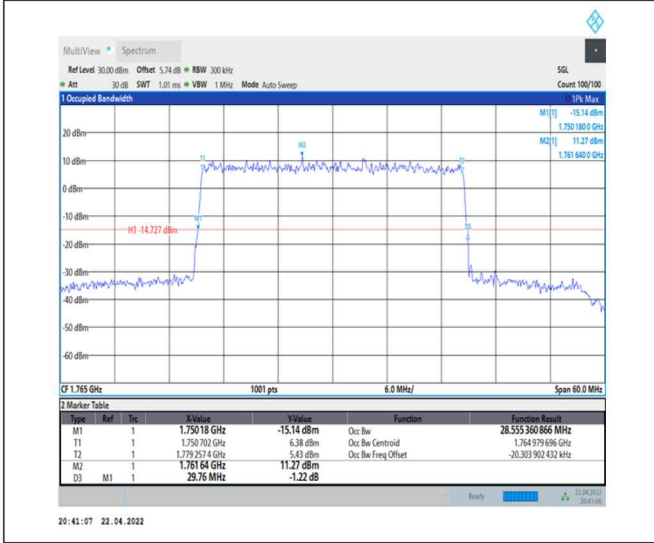 MultiView Spectrum
Ref Level 30.00 dBm Offset 5.74 dB RBW 300 kHz SGL
Att 30 dB SWT 1.01 ms VBW 1 MHz Mode Auto Sweep Count 100/100
1 Occupied Bandwidth 1Pk Max
M1[1] -15.14 dBm
1.750 180 0 GHz
20 dBm
M2[1] 11.27 dBm
1.761 640 0 GHz
M2
T1 T2
10 dBm
0 dBm
-10 dBm
M1
H1 -14.727 dBm D3
-20 dBm
-30 dBm
-40 dBm
-50 dBm
-60 dBm
CF 1.765 GHz 1001 pts 6.0 MHz/ Span 60.0 MHz
2 Marker Table
Type Ref Trc X-Value Y-Value Function Function Result
M1 1 1.750 18 GHz -15.14 dBm Occ Bw 28.555 360 866 MHz
T1 1 1.750 702 GHz 6.38 dBm Occ Bw Centroid 1.764 979 696 GHz
T2 1 1.779 257 4 GHz 5.43 dBm Occ Bw Freq Offset -20.303 902 432 kHz
M2 1 1.761 64 GHz 11.27 dBm
D3 M1 1 29.76 MHz -1.22 dB
Ready 22.04.2022
20:41:06
20:41:07 22.04.2022